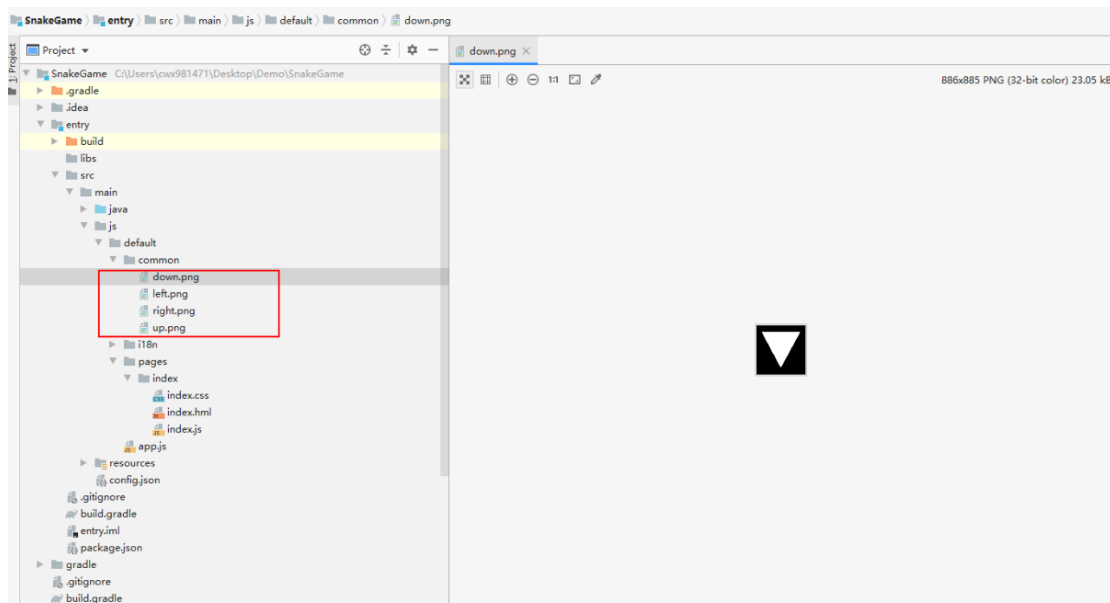 SnakeGame entry src main js default common down.png
1: Project
Project
down.png
SnakeGame C:\Users\cwx981471\Desktop\Demo\SnakeGame
1:1
886x885 PNG (32-bit color) 23.05 kB
.gradle
.idea
entry
build
libs
src
main
java
js
default
common
down.png
left.png
right.png
up.png
i18n
pages
index
index.css
index.hml
index.js
app.js
resources
config.json
.gitignore
build.gradle
entry.iml
package.json
gradle
.gitignore
build.gradle